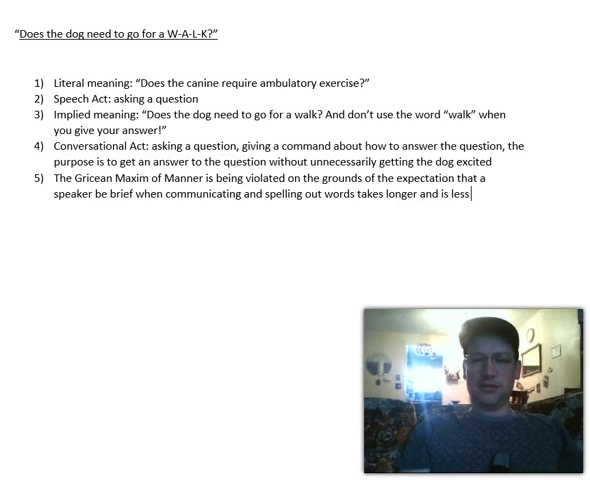 “Does the dog need to go for a W-A-L-K?”
1) Literal meaning: “Does the canine require ambulatory exercise?”
2) Speech Act: asking a question
3) Implied meaning: “Does the dog need to go for a walk? And don’t use the word “walk” when
you give your answer!”
4) Conversational Act: asking a question, giving a command about how to answer the question, the
purpose is to get an answer to the question without unnecessarily getting the dog excited
5) The Gricean Maxim of Manner is being violated on the grounds of the expectation that a
speaker be brief when communicating and spelling out words takes longer and is less